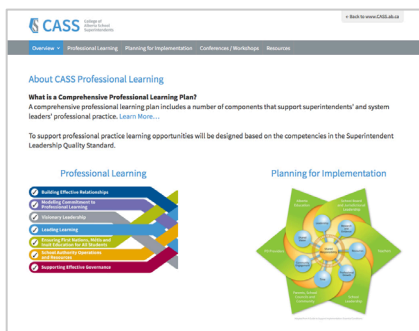 CASS College of
Alberta School
Superintendents
« Back to www.CASS.ab.ca
Overview Professional Learning Planning for Implementation Conferences / Workshops Resources
About CASS Professional Learning
What is a Comprehensive Professional Learning Plan?
A comprehensive professional learning plan includes a number of components that support superintendents' and system
leaders' professional practice. Learn More...
To support professional practice learning opportunities will be designed based on the competencies in the Superintendent
Leadership Quality Standard.
Professional Learning
Building Effective Relationships
Modeling Commitment to
Professional Learning
Visionary Leadership
Leading Learning
Ensuring First Nations, Métis and
Inuit Education for All Students
School Authority Operations
and Resources
Supporting Effective Governance
Planning for Implementation